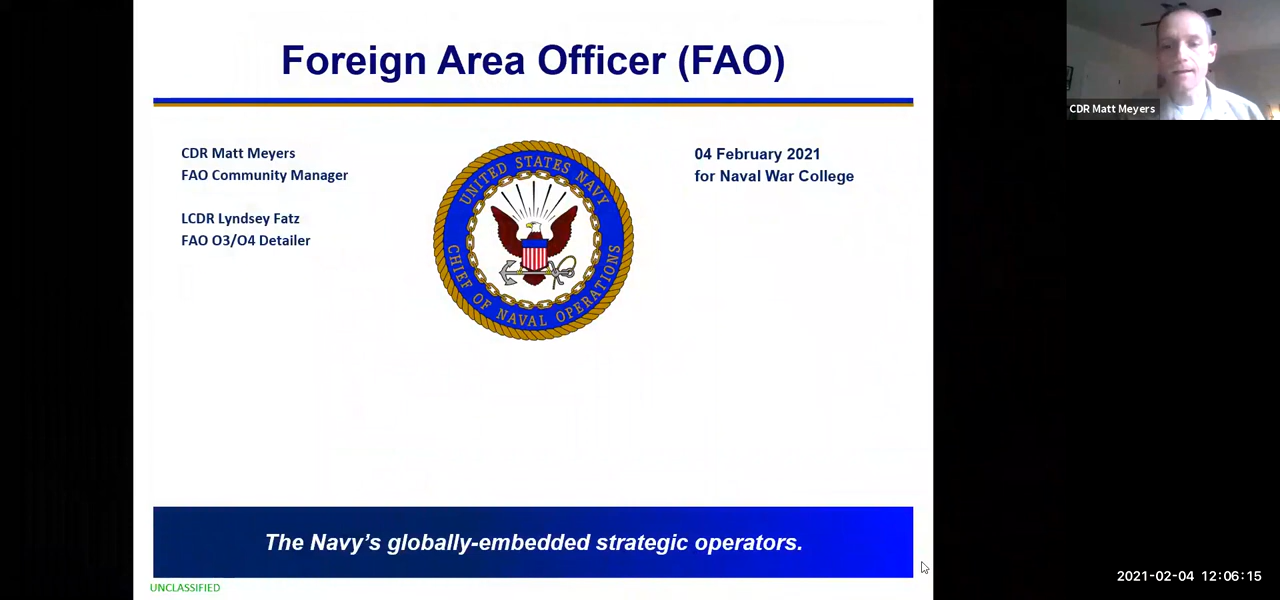 Foreign Area Officer (FAO)
CDR Matt Meyers
FAO Community Manager
LCDR Lyndsey Fatz
FAO O3/O4 Detailer
UNITED STATES NAVY
CHIEF OF NAVAL OPERATIONS
04 February 2021
for Naval War College
CDR Matt Meyers
The Navy's globally-embedded strategic operators.
UNCLASSIFIED
2021-02-04 12:06:15